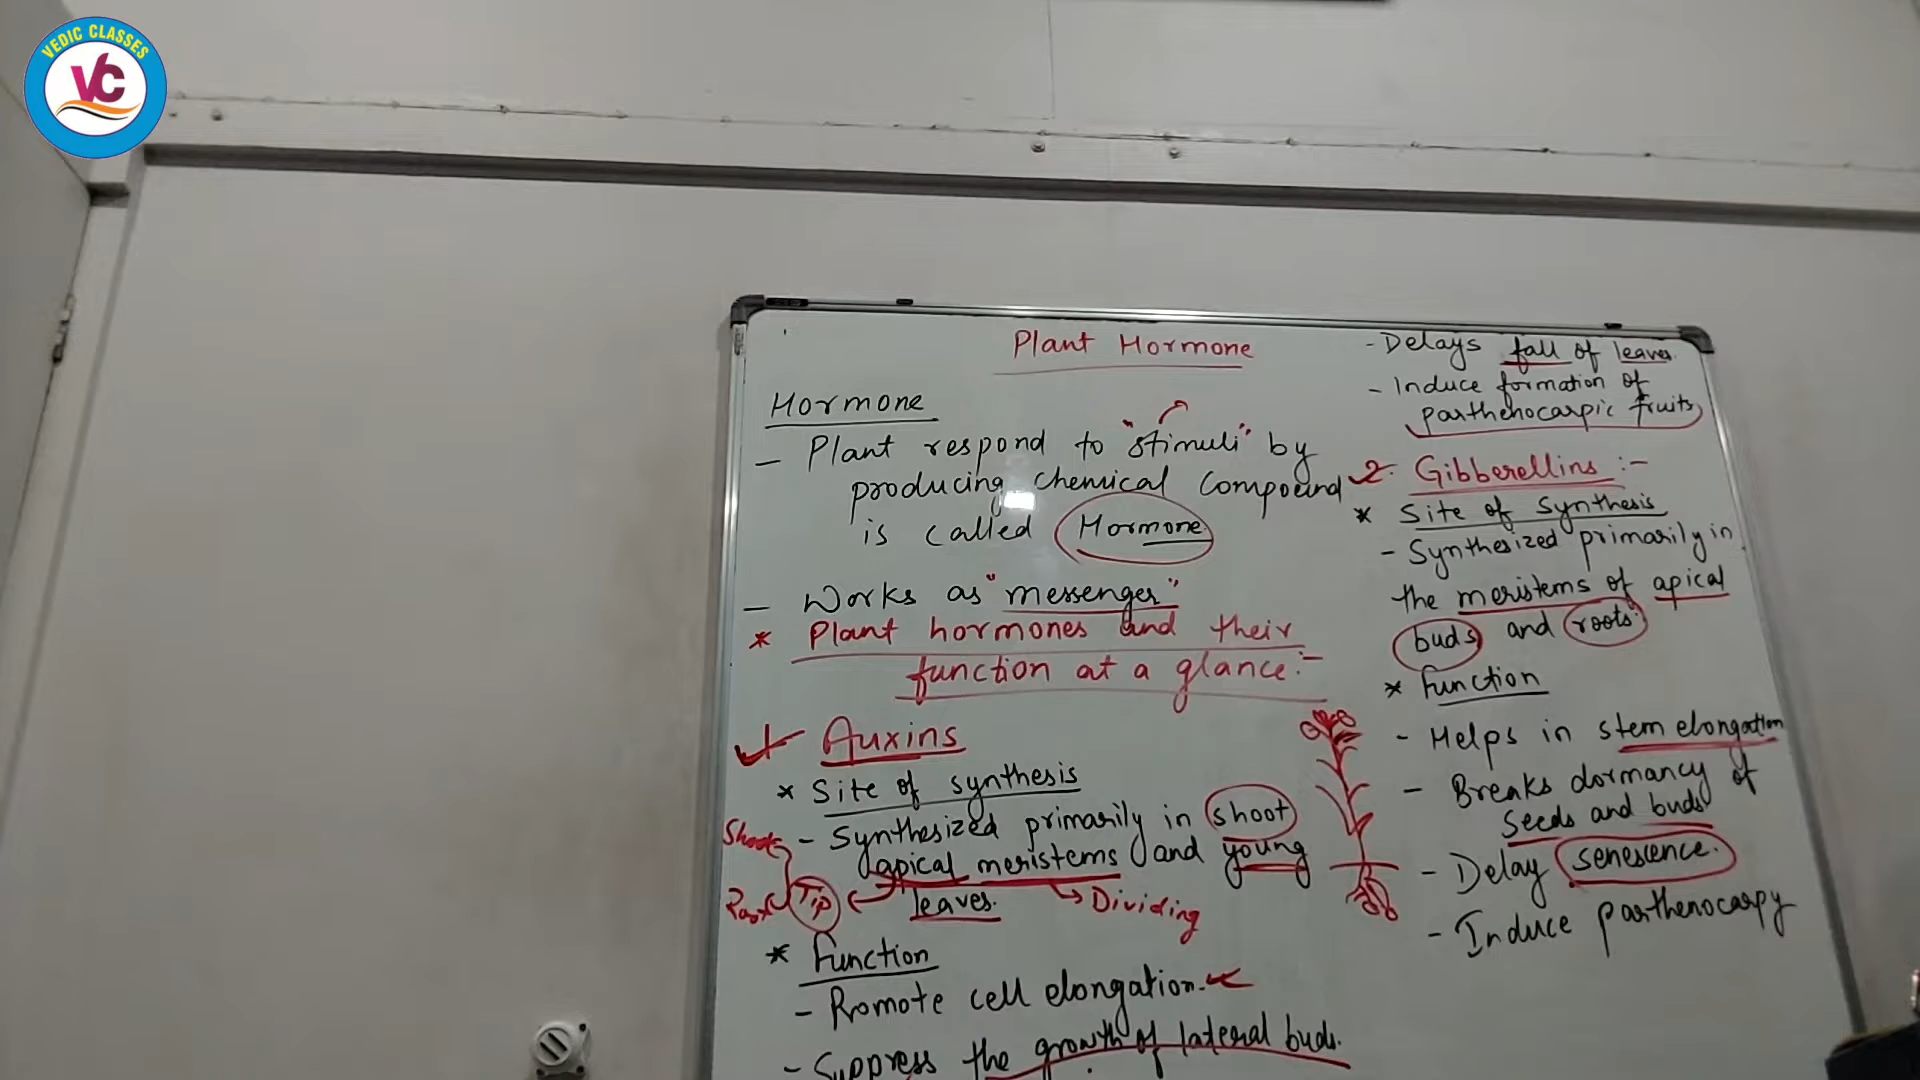 VEDIC CLASSES
VC
Plant Hormone
Hormone
- Plant respond to "stimuli" by
producing chemical compound
is called Hormone
- Works as "messenger"
* Plant hormones and their
function at a glance:-
Auxins
* Site of synthesis
- Synthesized primarily in shoot
apical meristems and young
leaves.
Shoot
Root
Tip
Dividing
* Function
- Promote cell elongation.
- Suppress the growth of lateral buds.
- Delays fall of leaves
- Induce formation of
parthenocarpic fruits
2. Gibberellins :-
* Site of synthesis
- Synthesized primarily in
the meristems of apical
buds and roots.
* Function
- Helps in stem elongation
- Breaks dormancy of
seeds and buds
- Delay senescence.
- Induce parthenocarpy